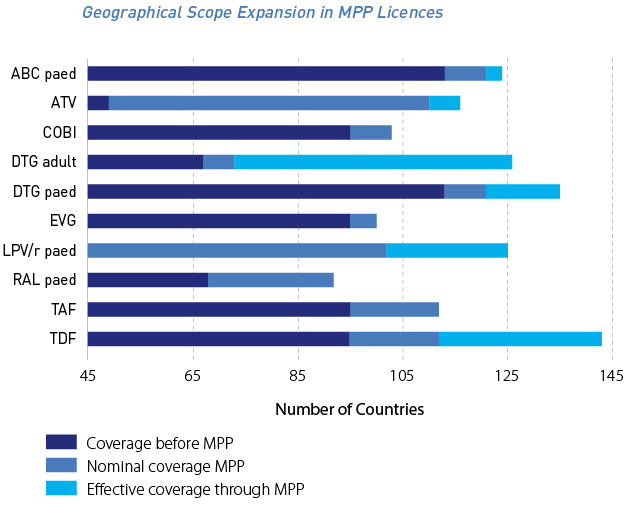 Geographical Scope Expansion in MPP Licences
ABC paed
ATV
COBI
DTG adult
DTG paed
EVG
LPV/r paed
RAL paed
TAF
TDF
45 65 85 105 125 145
Number of Countries
Coverage before MPP
Nominal coverage MPP
Effective coverage through MPP